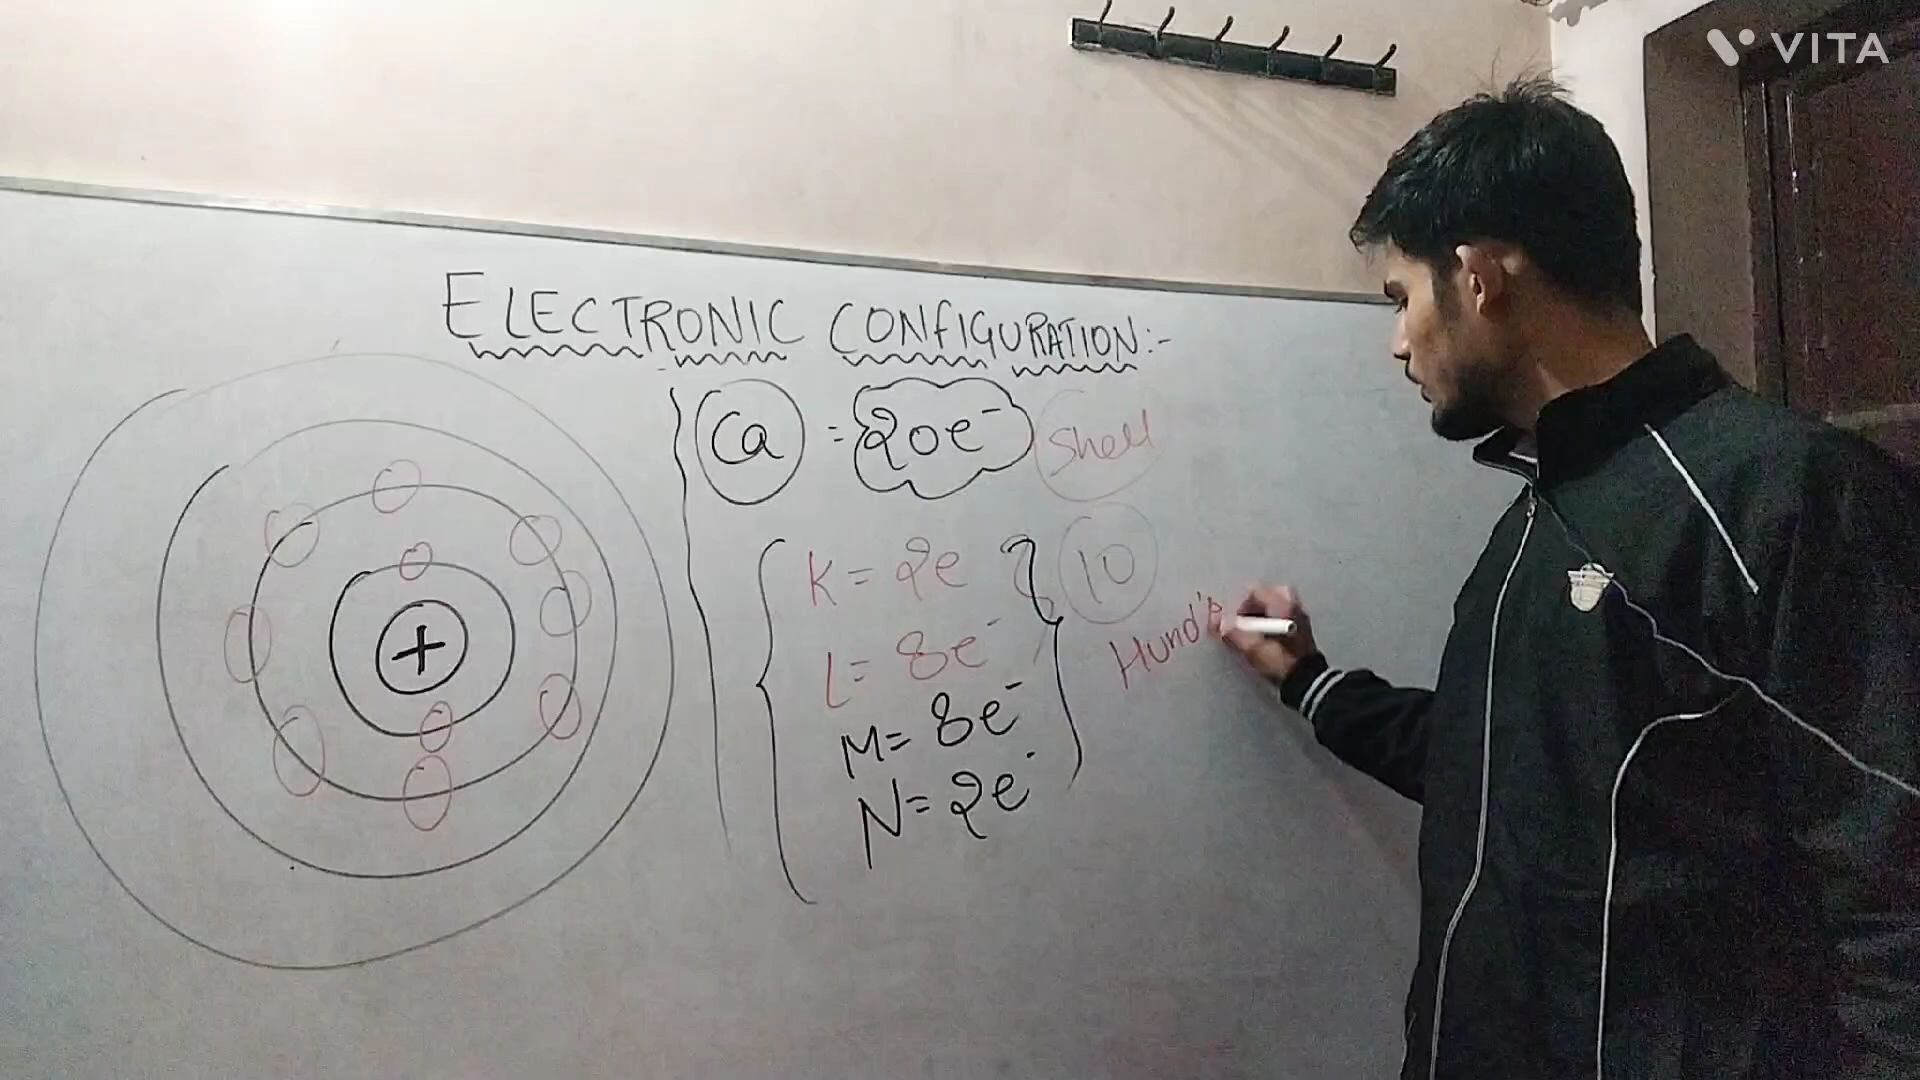 VITA
ELECTRONIC CONFIGURATION:-
Ca = 20e⁻ Shell
K = 2e 10
L = 8e⁻
Hund's
M = 8e⁻
N = 2e⁻
+